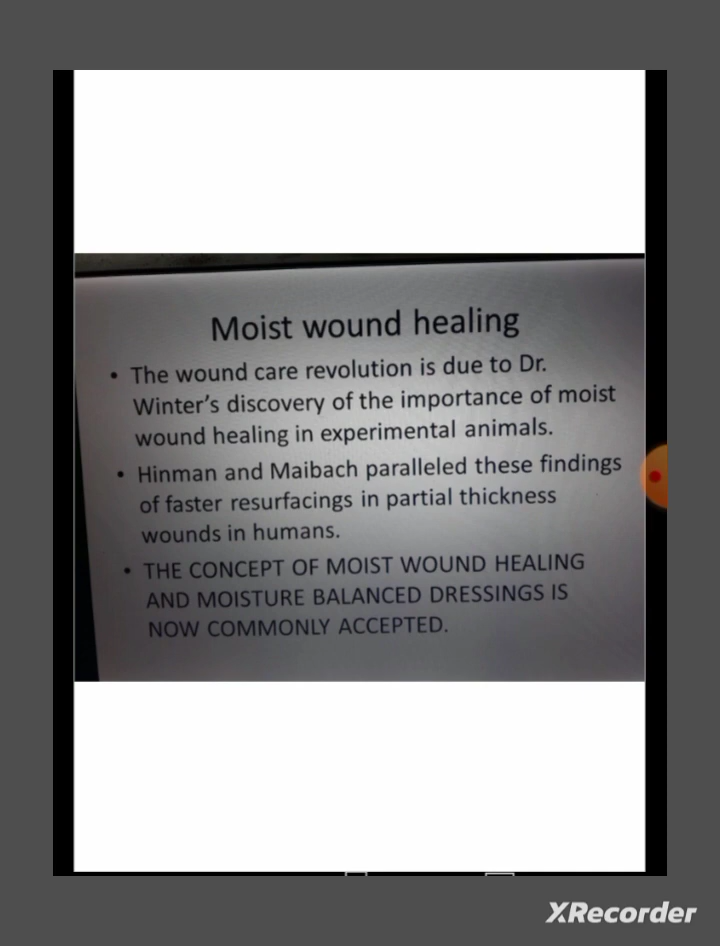 Moist wound healing
• The wound care revolution is due to Dr.
Winter's discovery of the importance of moist
wound healing in experimental animals.
• Hinman and Maibach paralleled these findings
of faster resurfacings in partial thickness
wounds in humans.
• THE CONCEPT OF MOIST WOUND HEALING
AND MOISTURE BALANCED DRESSINGS IS
NOW COMMONLY ACCEPTED.
XRecorder